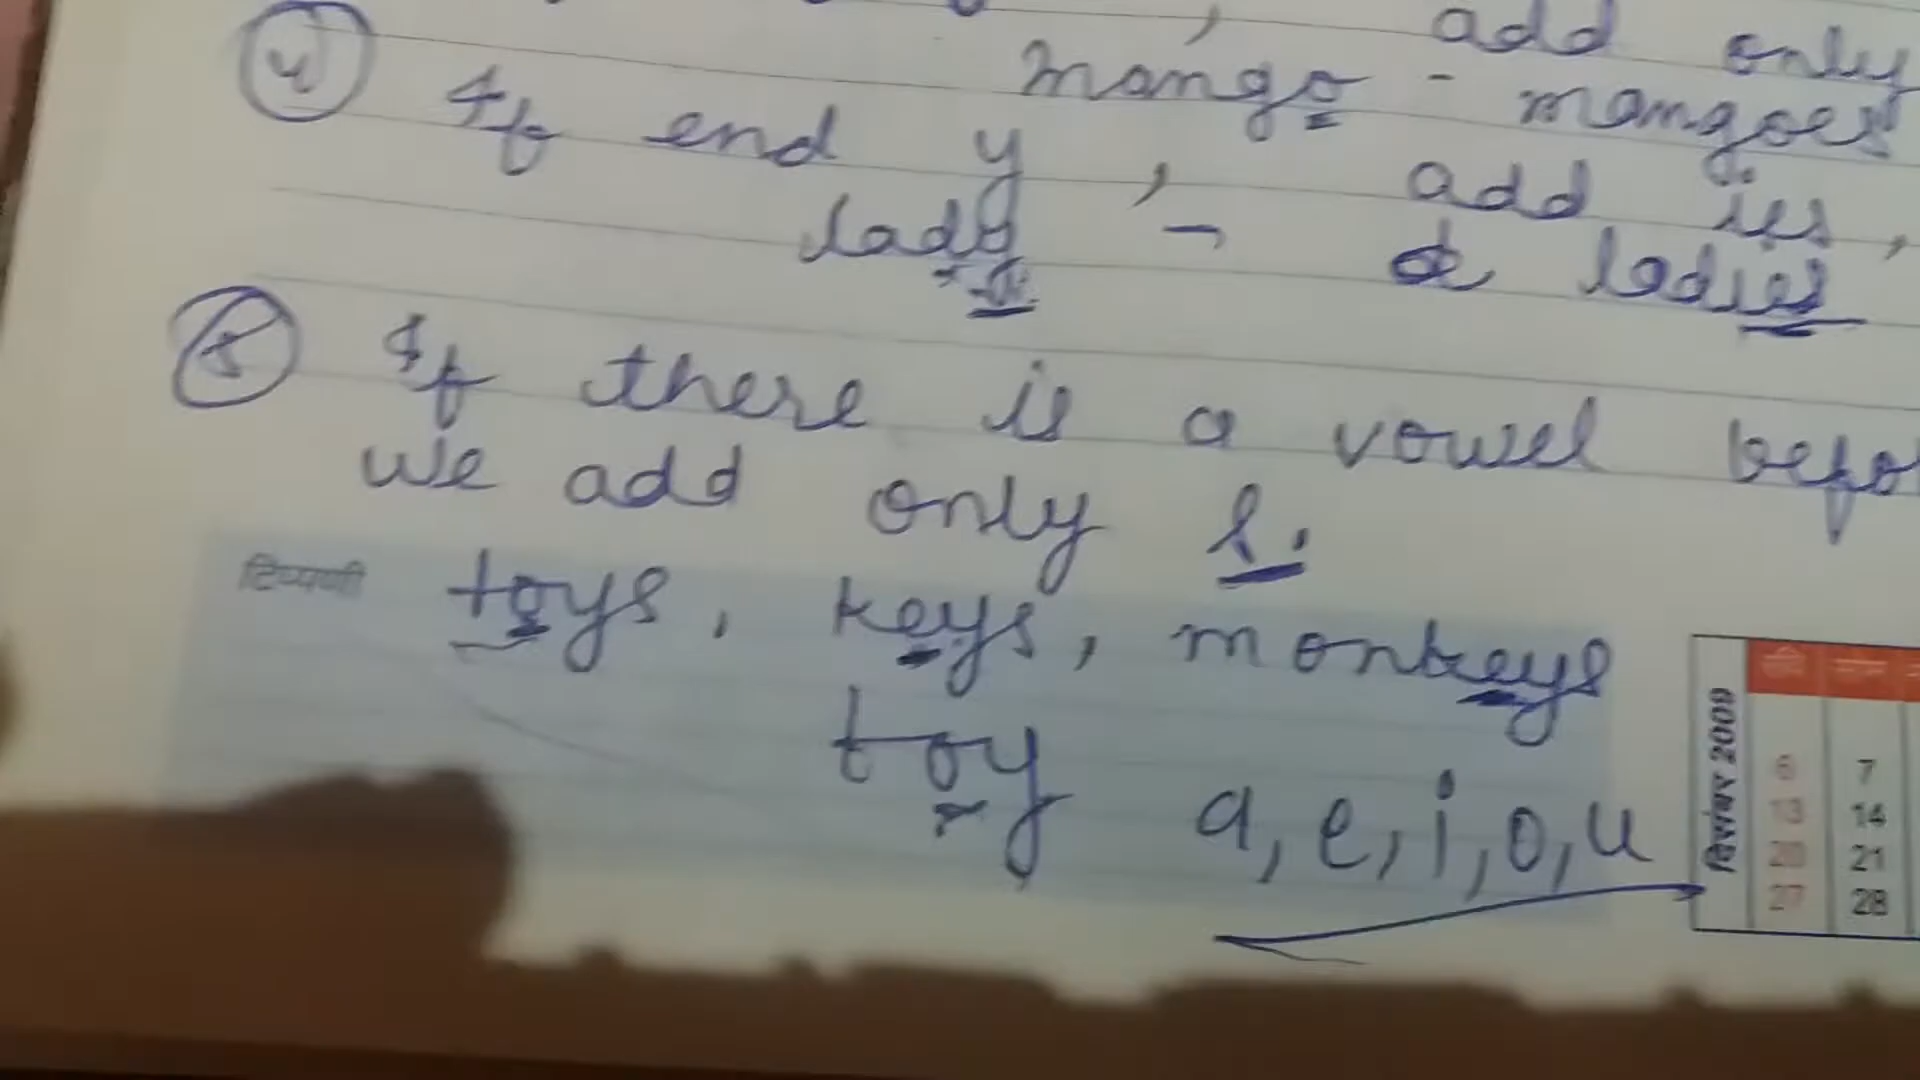 , add only
mango - mangoes
4 If end y , add ies,
lady - ladies
5 If there is a vowel befo
we add only s.
टिप्पणी
toys, keys, monkeys
toy a, e, i, o, u
सितम्बर 2009
6 7
13 14
20 21
27 28